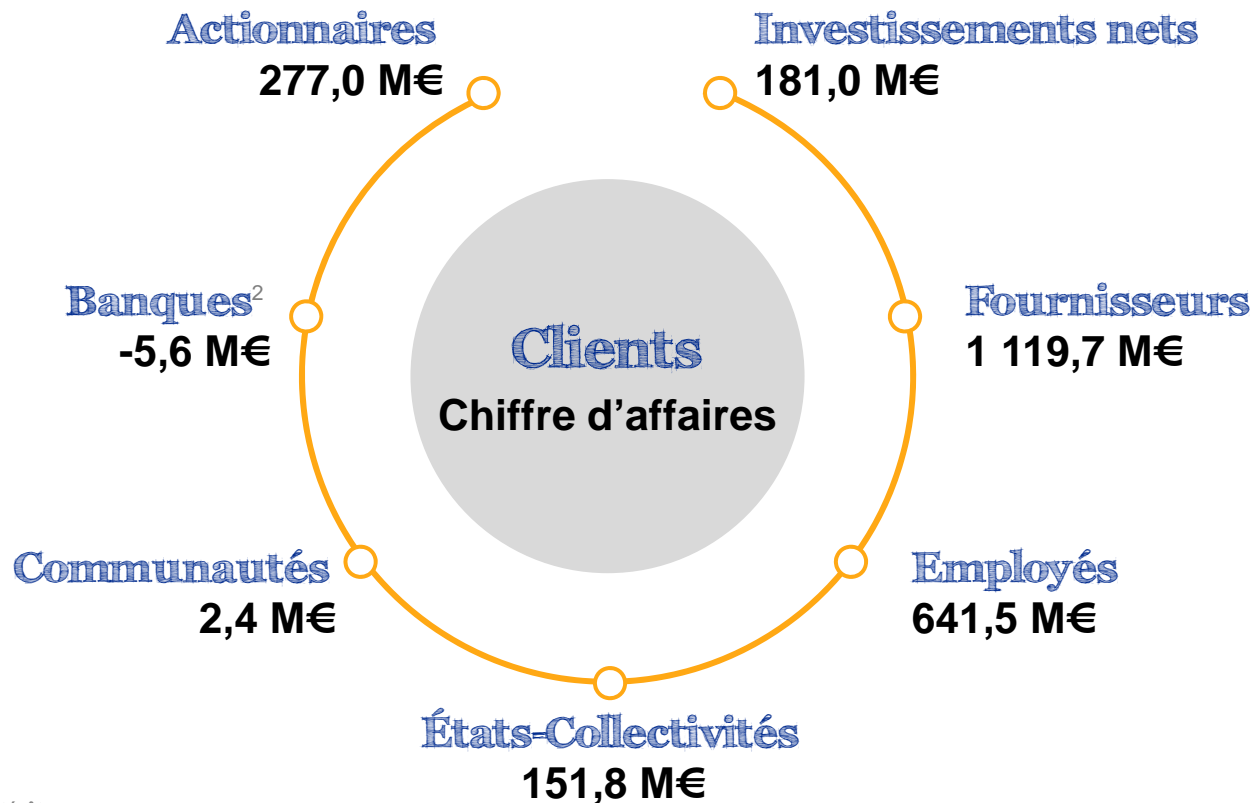 Actionnaires
277,0 M€
Investissements nets
181,0 M€
Banques²
-5,6 M€
Fournisseurs
1 119,7 M€
Clients
Chiffre d’affaires
Communautés
2,4 M€
Employés
641,5 M€
États-Collectivités
151,8 M€